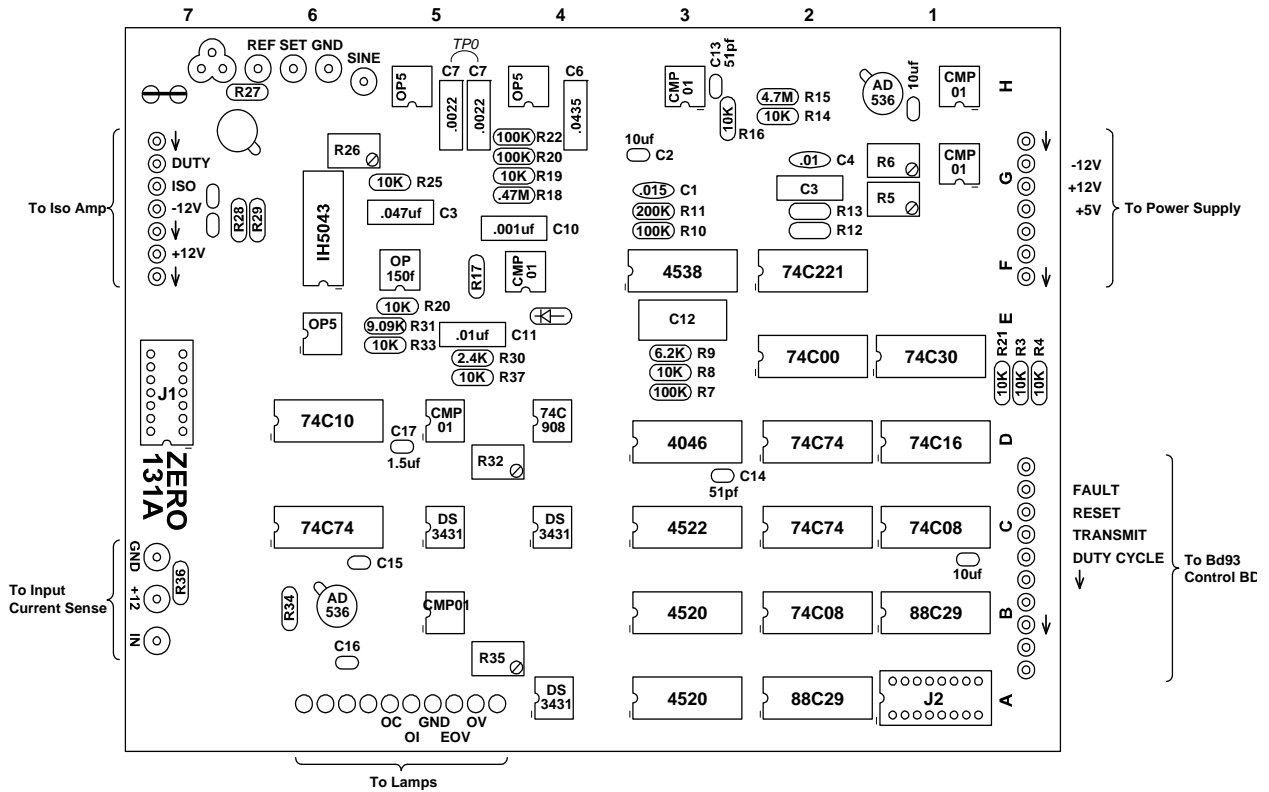 7 6 5 4 3 2 1
REF SET GND
SINE
TP0
C7 C7
C6
C13
51pf
10uf
R27
OP5
.0022
.0022
OP5
.0435
CMP
01
10K
R16
4.7M R15
10K R14
AD
536
CMP
01
H
100K R22
100K R20
10K R19
.47M R18
10uf
C2
.01 C4
R6
CMP
01
G
DUTY
ISO
-12V
+12V
To Iso Amp
R28
R29
R26
10K R25
.047uf C3
.001uf C10
.015 C1
200K R11
100K R10
C3
R13
R12
R5
-12V
+12V
+5V
To Power Supply
IH5043
OP
150f
R17
CMP
01
4538
74C221
F
10K R20
9.09K R31
10K R33
OP5
.01uf C11
2.4K R30
10K R37
C12
6.2K R9
10K R8
100K R7
74C00
74C30
E
R21
R3
R4
10K
10K
10K
J1
74C10
C17
1.5uf
CMP
01
74C
908
R32
4046
74C74
74C16
D
C14
51pf
ZERO
131A
74C74
DS
3431
DS
3431
4522
74C74
74C08
C
10uf
FAULT
RESET
TRANSMIT
DUTY CYCLE
To Bd93
Control BD
GND
+12
IN
To Input
Current Sense
R36
C15
R34
AD
536
C16
CMP01
R35
4520
74C08
88C29
B
DS
3431
4520
88C29
J2
A
OC GND OV
OI EOV
To Lamps